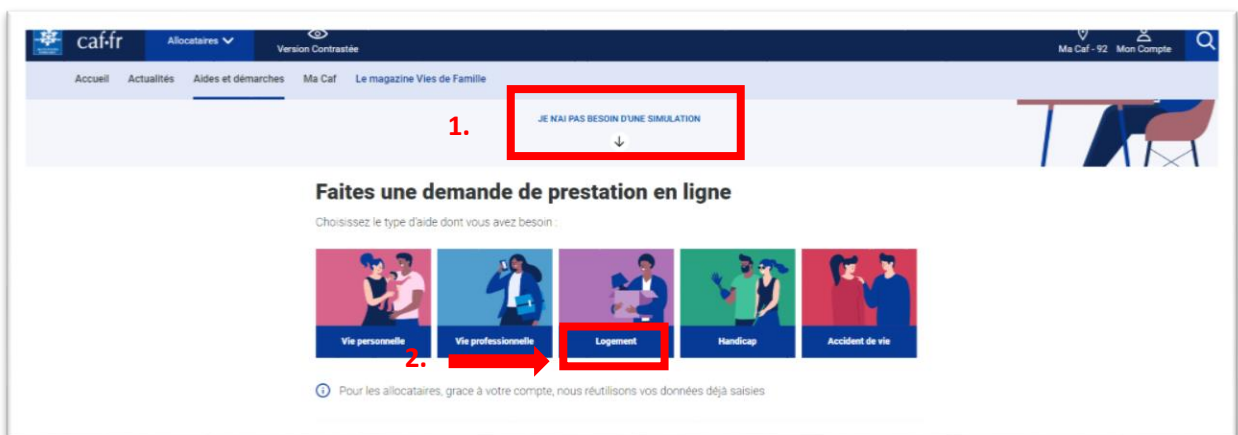 caf·fr Allocataires Version Contrastée Ma Caf - 92 Mon Compte
Accueil Actualités Aides et démarches Ma Caf Le magazine Vies de Famille
1. JE N'AI PAS BESOIN D'UNE SIMULATION
Faites une demande de prestation en ligne
Choisissez le type d'aide dont vous avez besoin :
Vie personnelle Vie professionnelle Logement Handicap Accident de vie
2.
Pour les allocataires, grace à votre compte, nous réutilisons vos données déjà saisies